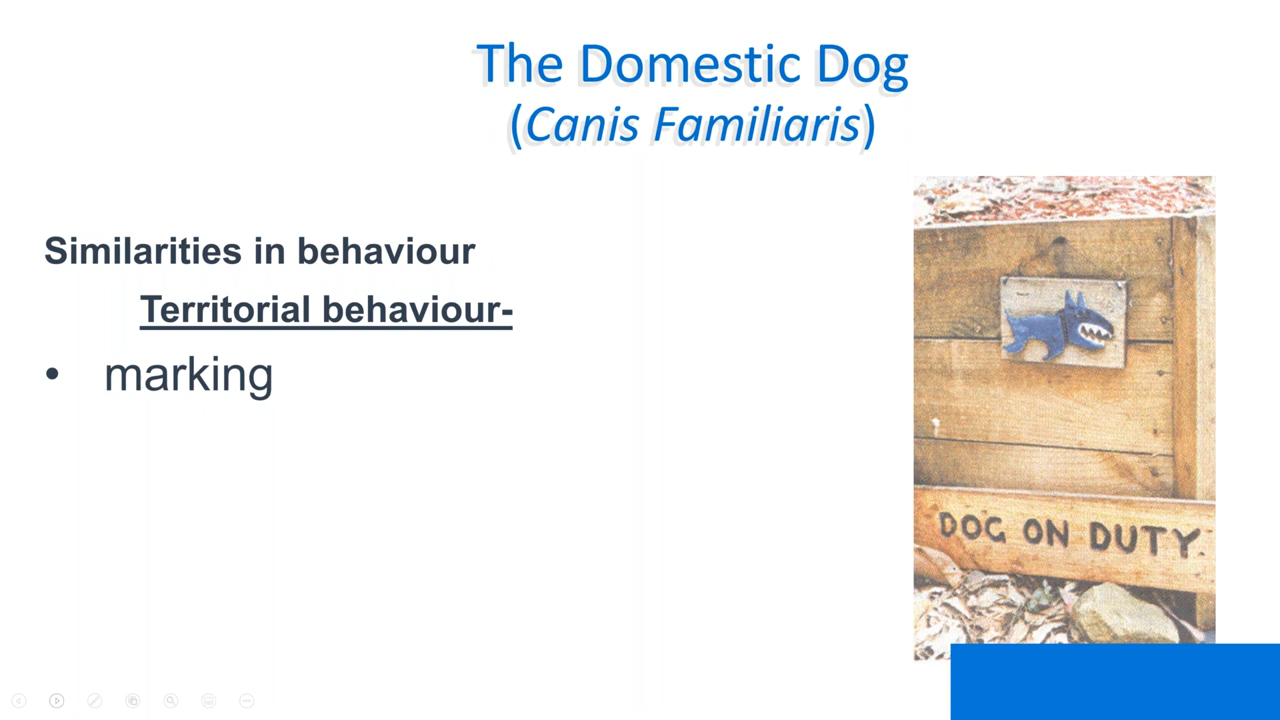 The Domestic Dog
(Canis Familiaris)
Similarities in behaviour
Territorial behaviour-
• marking
DOG ON DUTY.